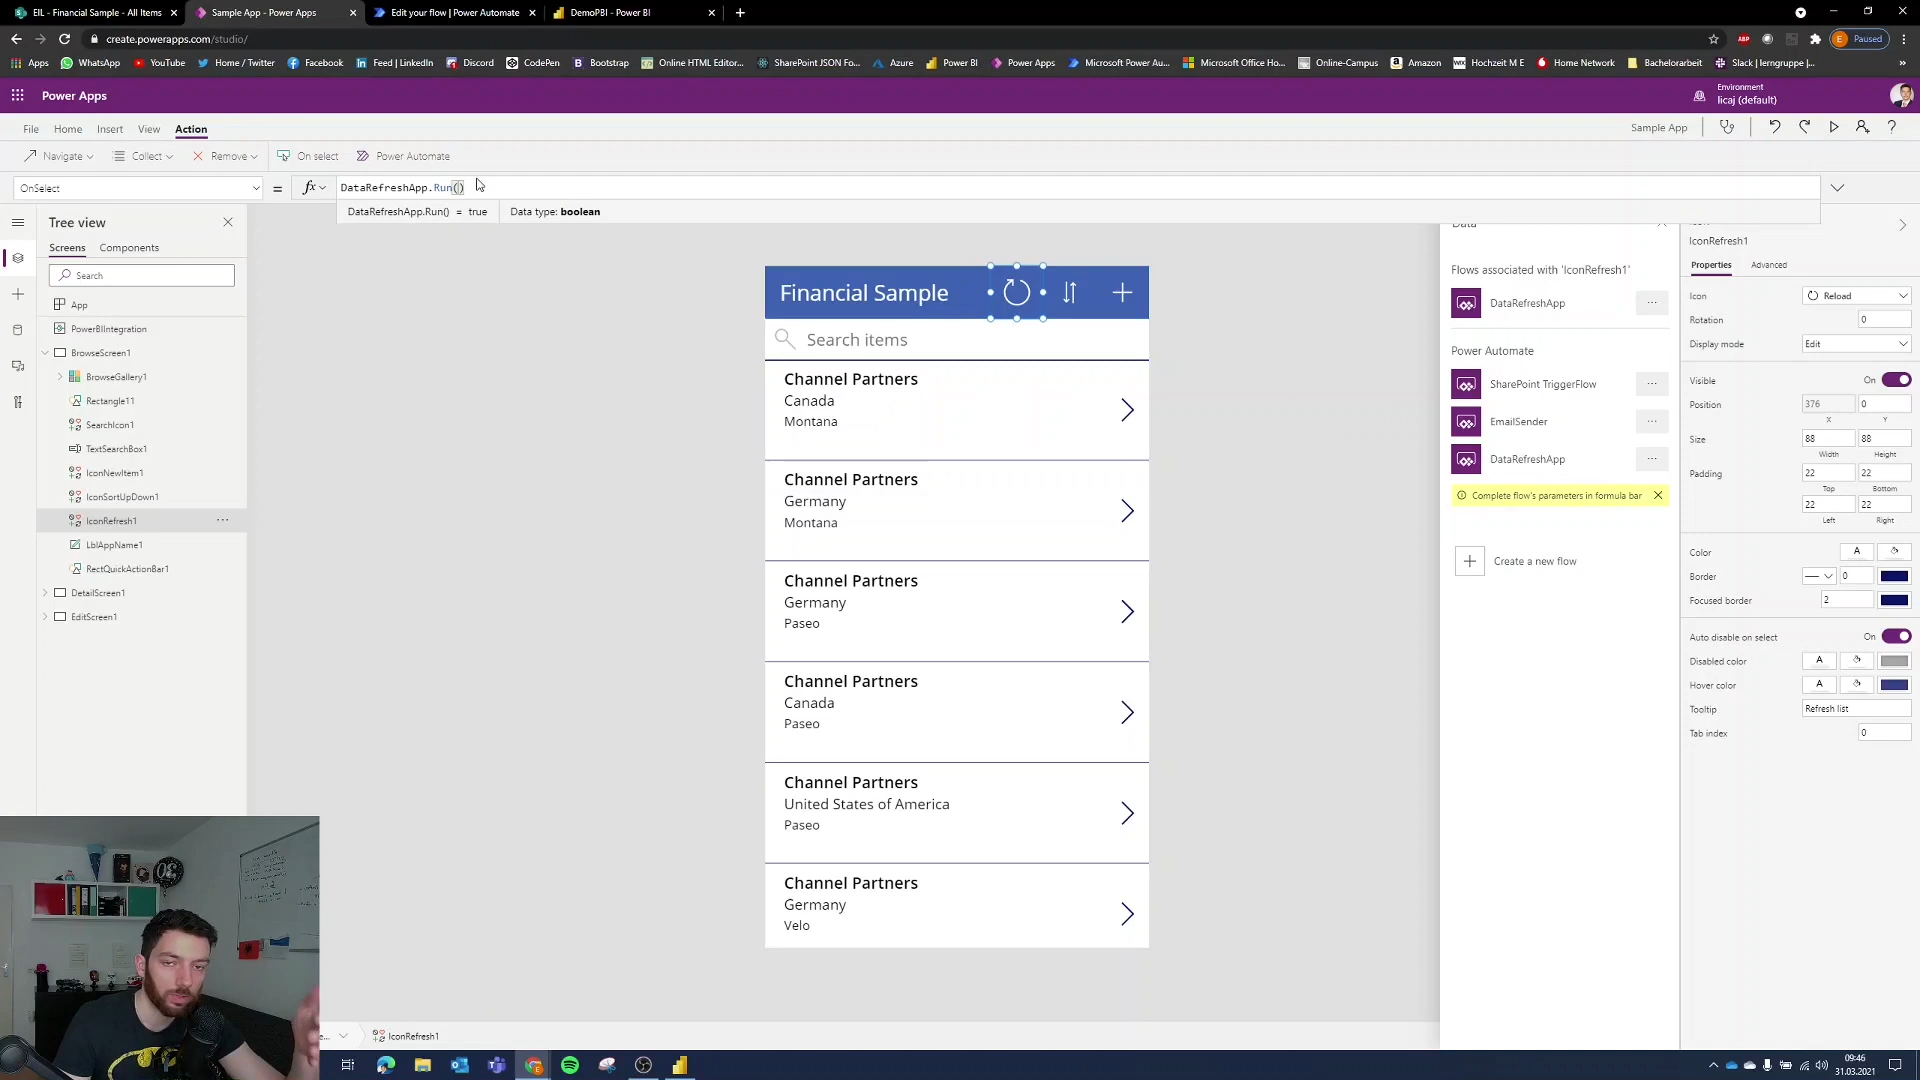 EIL - Financial Sample - All Items
Sample App - Power Apps
Edit your flow | Power Automate
DemoPBI - Power BI
create.powerapps.com/studio/
ABP
E Paused
Apps
WhatsApp
YouTube
Home / Twitter
Facebook
Feed | LinkedIn
Discord
CodePen
Bootstrap
Online HTML Editor...
SharePoint JSON Fo...
Azure
Power BI
Power Apps
Microsoft Power Au...
Microsoft Office Ho...
Online-Campus
Amazon
Hochzeit M E
Home Network
Bachelorarbeit
Slack | lerngruppe |...
Power Apps
Environment
licaj (default)
File
Home
Insert
View
Action
Sample App
Navigate
Collect
Remove
On select
Power Automate
OnSelect
=
fx
DataRefreshApp.Run()
DataRefreshApp.Run() = true
Data type: boolean
Tree view
Screens
Components
Search
App
PowerBIIntegration
BrowseScreen1
BrowseGallery1
Rectangle11
SearchIcon1
TextSearchBox1
IconNewItem1
IconSortUpDown1
IconRefresh1
LblAppName1
RectQuickActionBar1
DetailScreen1
EditScreen1
Financial Sample
Search items
Channel Partners
Canada
Montana
Channel Partners
Germany
Montana
Channel Partners
Germany
Paseo
Channel Partners
Canada
Paseo
Channel Partners
United States of America
Paseo
Channel Partners
Germany
Velo
IconRefresh1
Data
Flows associated with 'IconRefresh1'
DataRefreshApp
Power Automate
SharePoint TriggerFlow
EmailSender
DataRefreshApp
Complete flow's parameters in formula bar
Create a new flow
IconRefresh1
Properties
Advanced
Icon
Reload
Rotation
0
Display mode
Edit
Visible
On
Position
376
0
X
Y
Size
88
88
Width
Height
Padding
22
22
Top
Bottom
22
22
Left
Right
Color
A
Border
0
Focused border
2
Auto disable on select
On
Disabled color
A
Hover color
A
Tooltip
Refresh list
Tab index
0
09:46
31.03.2021